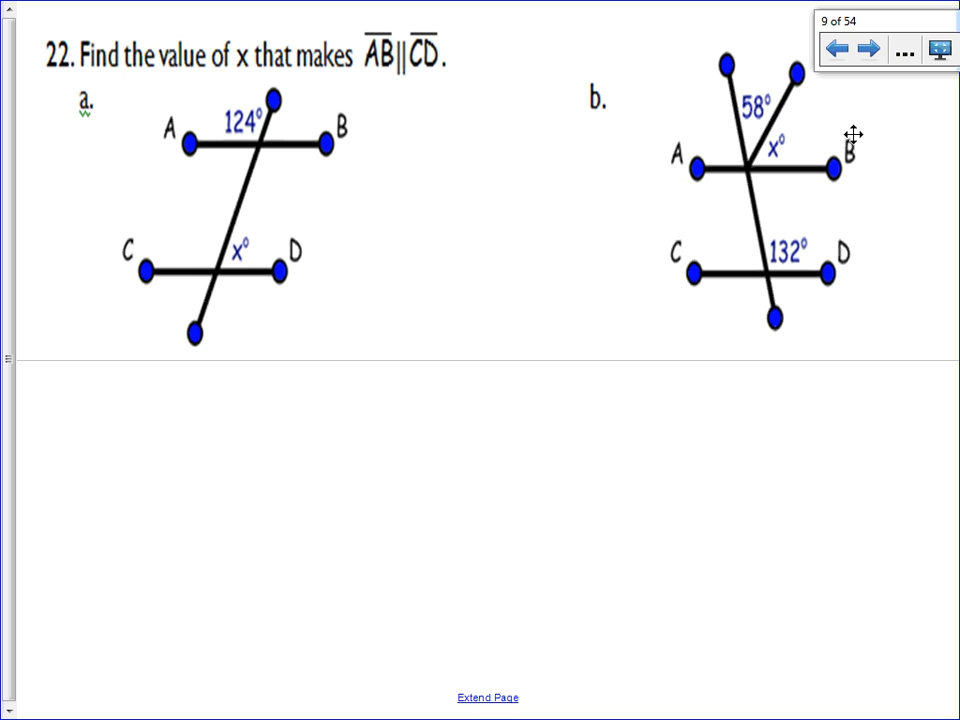 9 of 54
22. Find the value of x that makes AB||CD.
a.
b.
124°
A
B
C
x°
D
58°
x°
A
B
C
132°
D
Extend Page